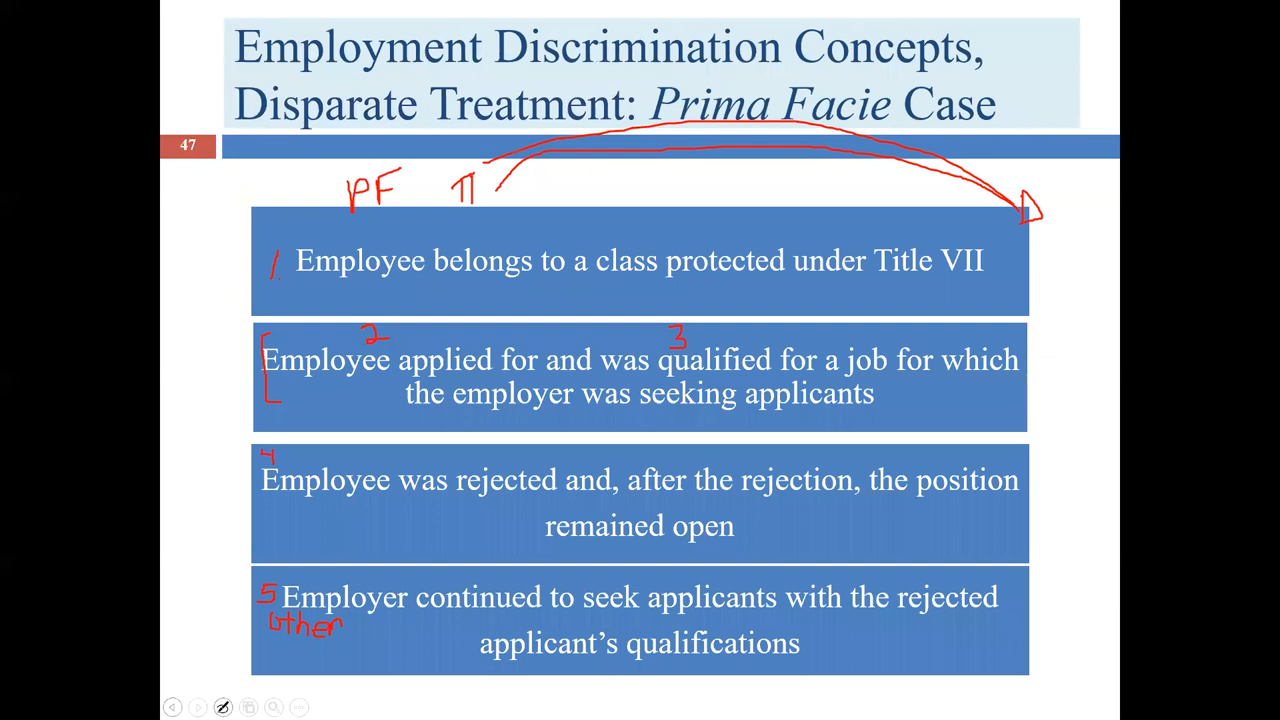 Employment Discrimination Concepts,
Disparate Treatment: Prima Facie Case
47
PF π Δ
1. Employee belongs to a class protected under Title VII
2 3
Employee applied for and was qualified for a job for which
the employer was seeking applicants
4
Employee was rejected and, after the rejection, the position
remained open
5 Employer continued to seek applicants with the rejected
other
applicant’s qualifications